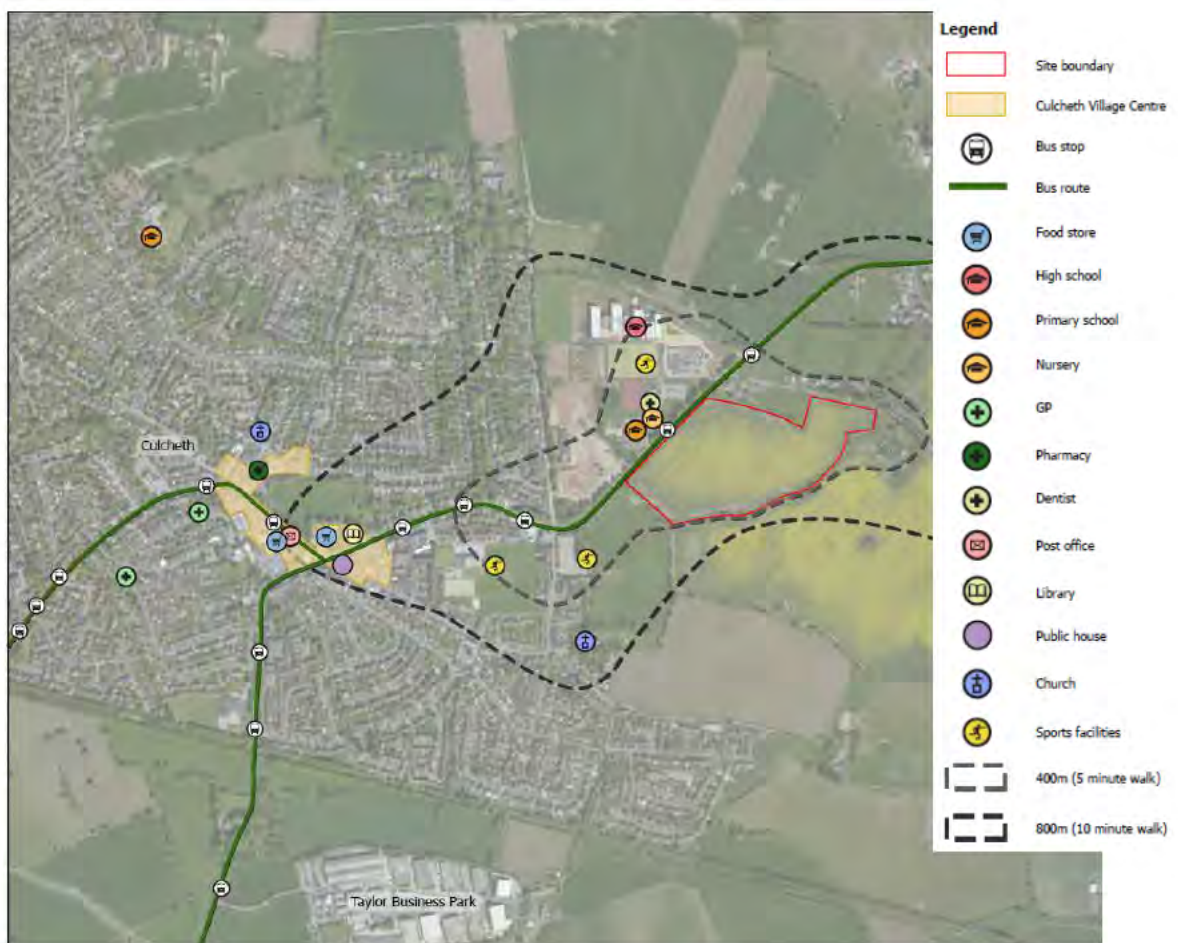 Legend
Site boundary
Culcheth Village Centre
Bus stop
Bus route
Food store
High school
Primary school
Nursery
GP
Pharmacy
Dentist
Post office
Library
Public house
Church
Sports facilities
400m (5 minute walk)
800m (10 minute walk)
Culcheth
Taylor Business Park